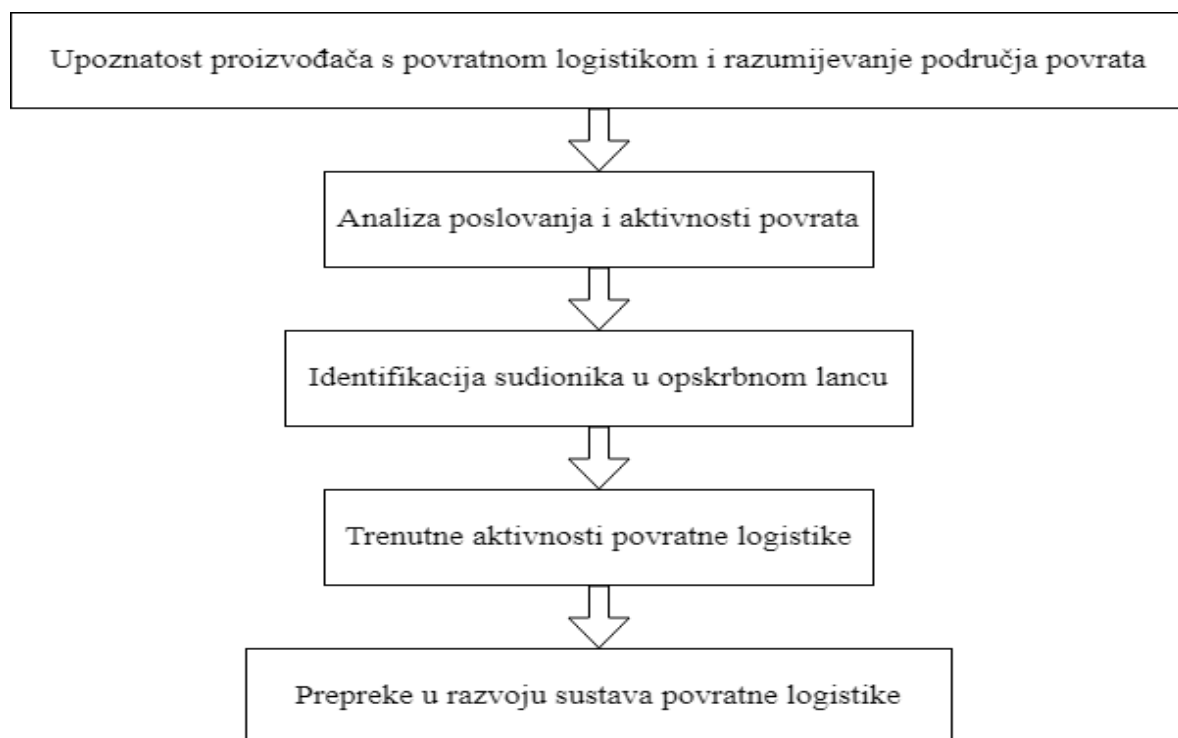 Upoznatost proizvođača s povratnom logistikom i razumijevanje područja povrata
Analiza poslovanja i aktivnosti povrata
Identifikacija sudionika u opskrbnom lancu
Trenutne aktivnosti povratne logistike
Prepreke u razvoju sustava povratne logistike